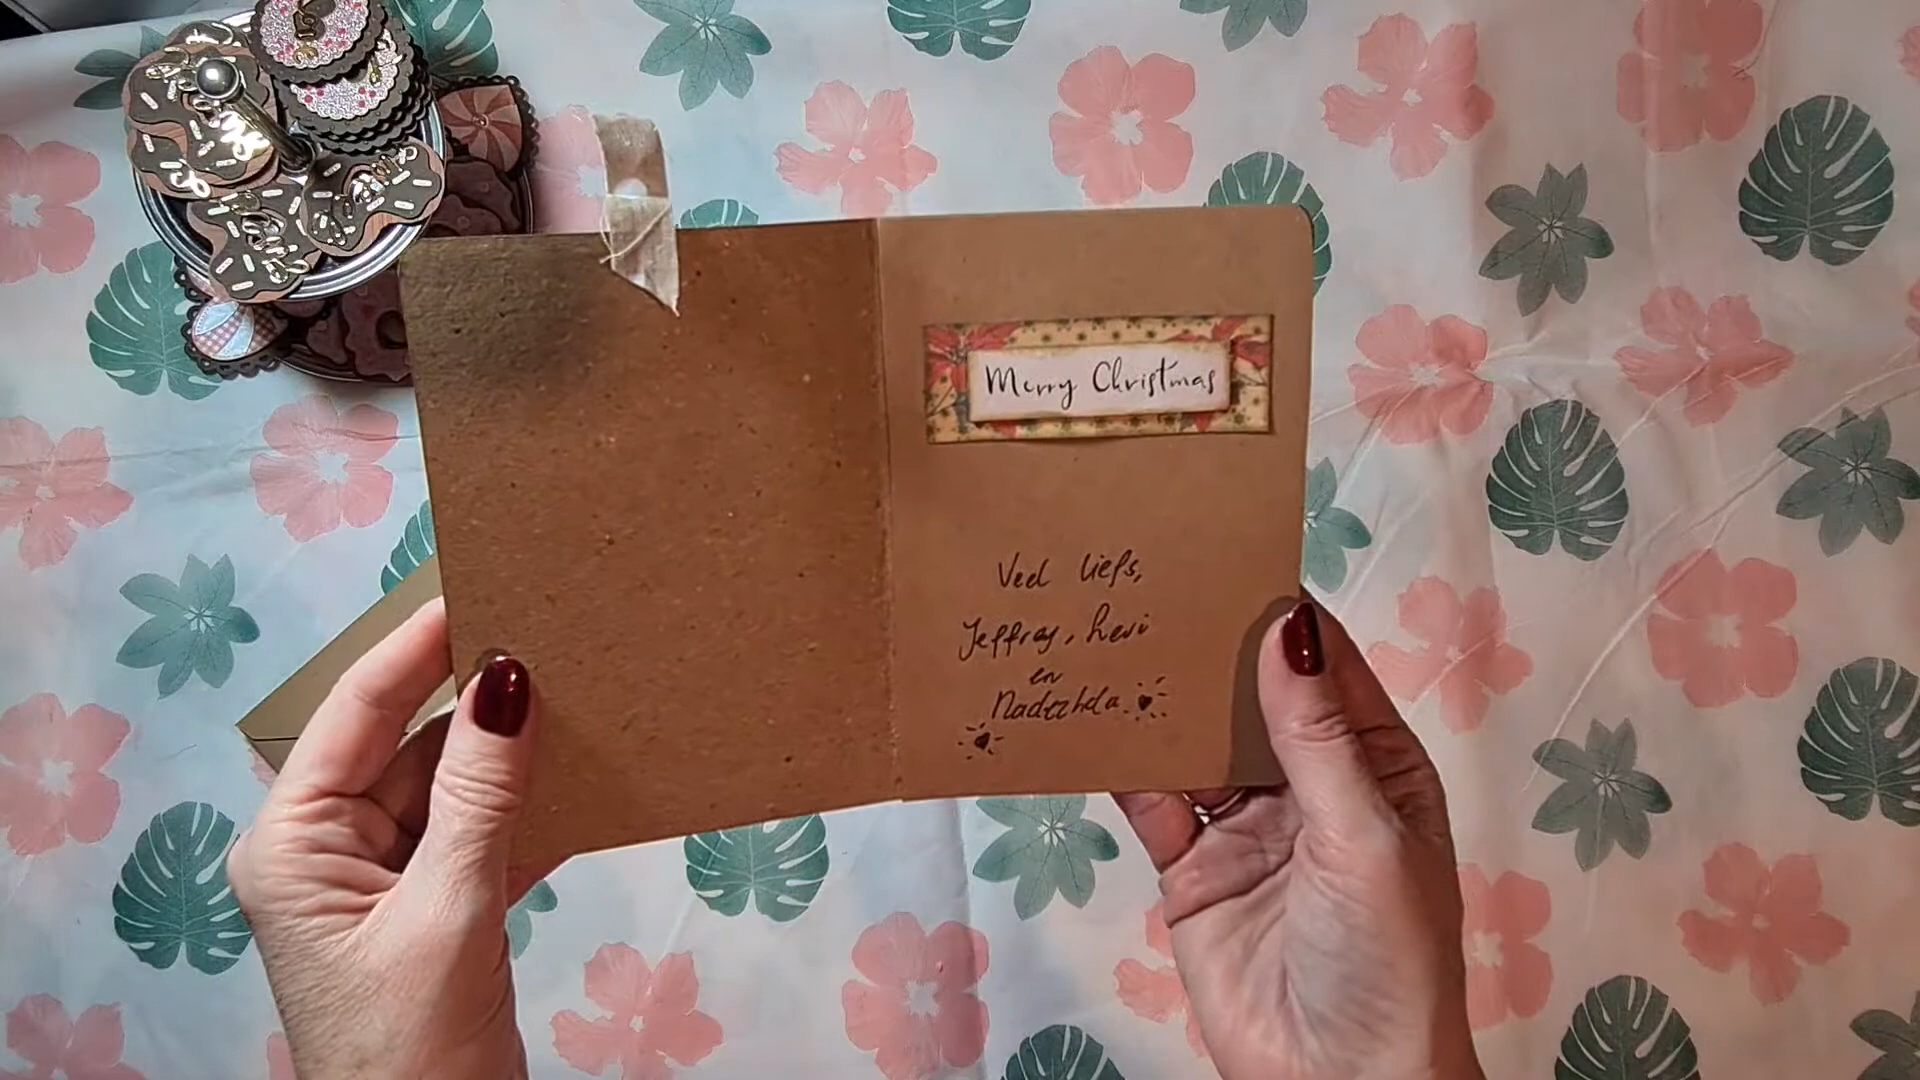 Merry Christmas
Veel liefs,
Jeffrey, Levi
en
Nadezhda